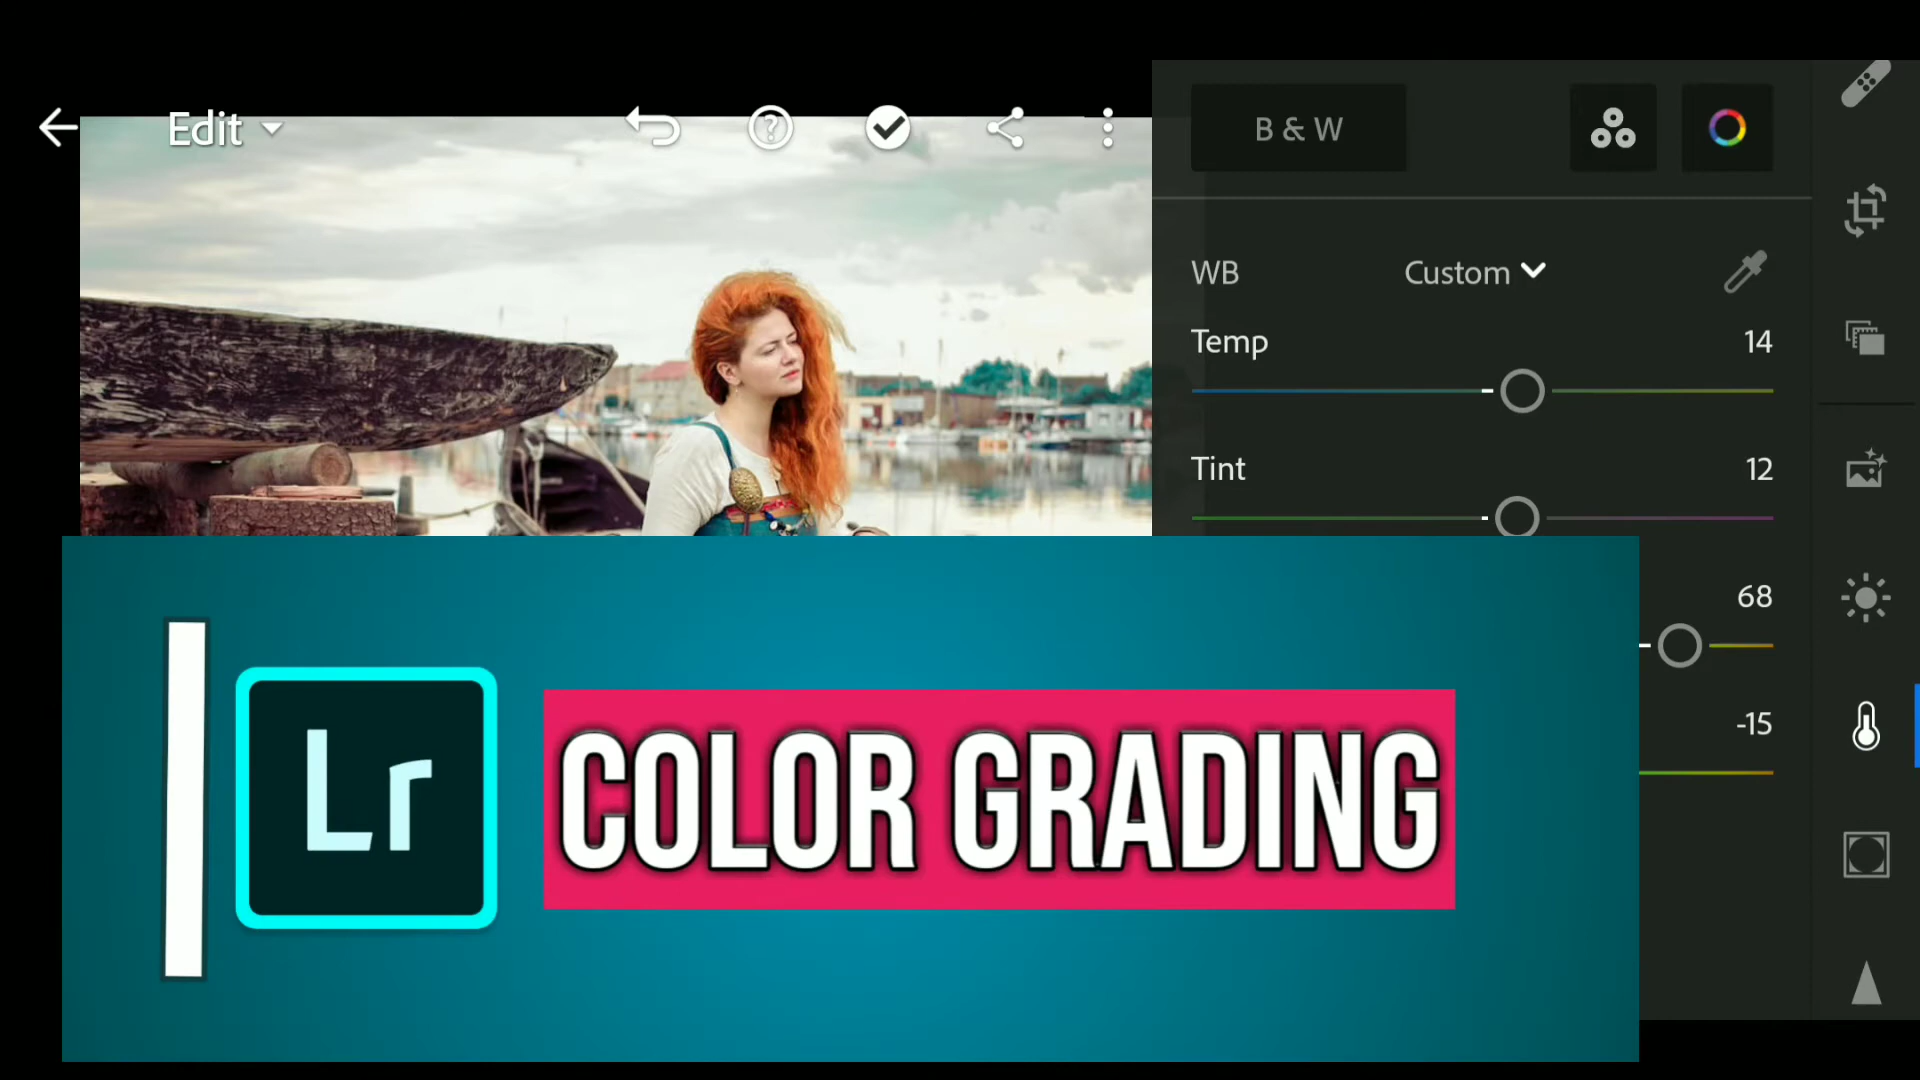 Edit
B & W
WB Custom
Temp 14
Tint 12
68
-15
Lr COLOR GRADING